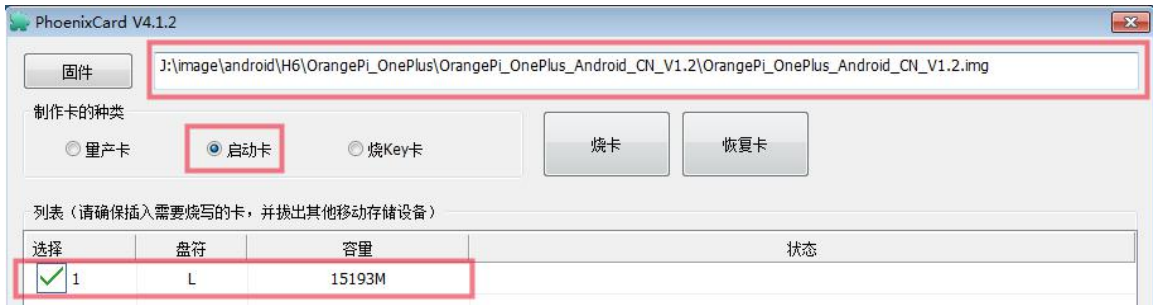 PhoenixCard V4.1.2
固件 J:\image\android\H6\OrangePi_OnePlus\OrangePi_OnePlus_Android_CN_V1.2\OrangePi_OnePlus_Android_CN_V1.2.img
制作卡的种类
量产卡 启动卡 烧Key卡 烧卡 恢复卡
列表（请确保插入需要烧写的卡，并拔出其他移动存储设备）
选择 盘符 容量 状态
1 L 15193M